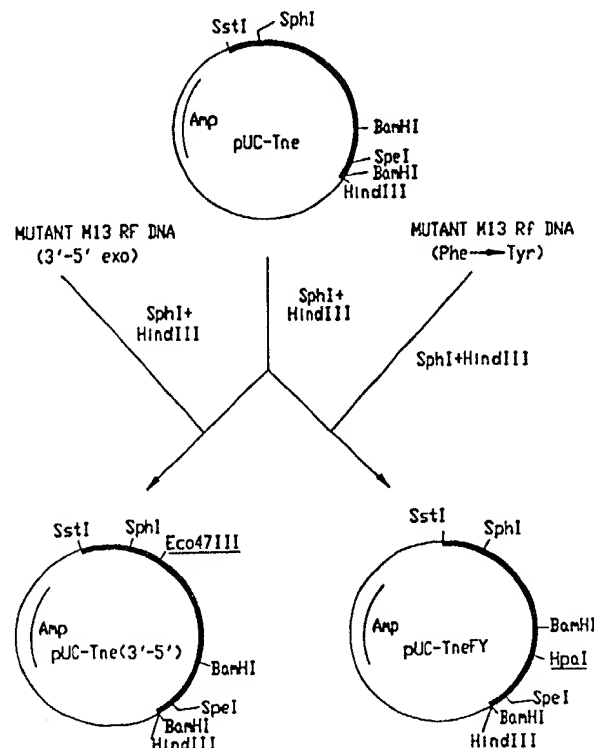 SstI
SphI
Amp
pUC-Tne
BamHI
SpeI
BamHI
HindIII
MUTANT M13 RF DNA
(3'-5' exo)
MUTANT M13 Rf DNA
(Phe→Tyr)
SphI+
HindIII
SphI+
HindIII
SphI+HindIII
SstI
SphI
Eco47III
Amp
pUC-Tne(3'-5')
BamHI
SpeI
BamHI
HindIII
SstI
SphI
Amp
pUC-TneFY
BamHI
HpaI
SpeI
BamHI
HindIII